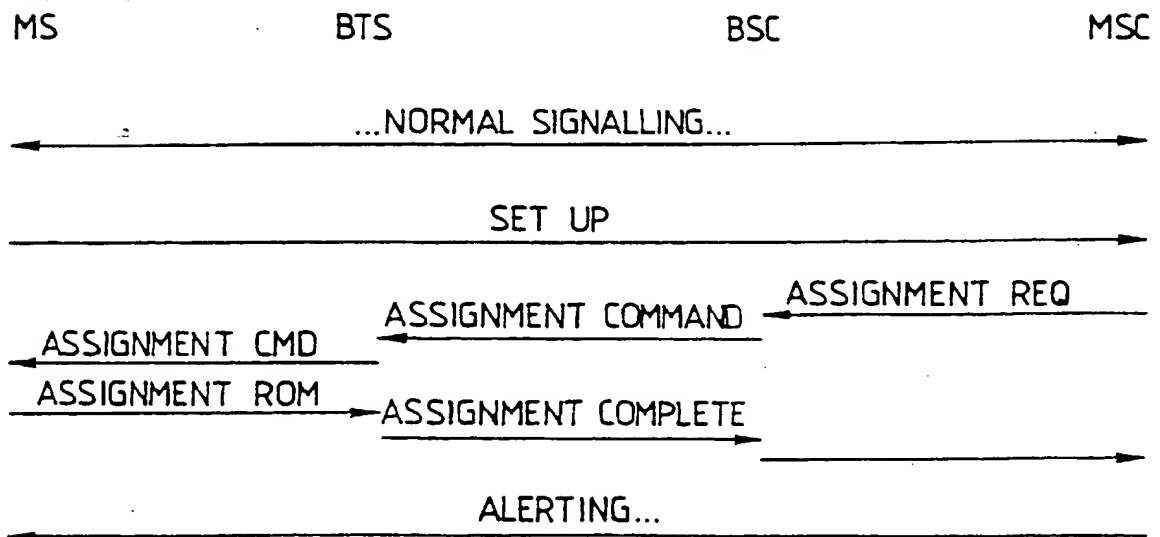 MS BTS BSC MSC
...NORMAL SIGNALLING...
SET UP
ASSIGNMENT REQ
ASSIGNMENT COMMAND
ASSIGNMENT CMD
ASSIGNMENT ROM
ASSIGNMENT COMPLETE
ALERTING...